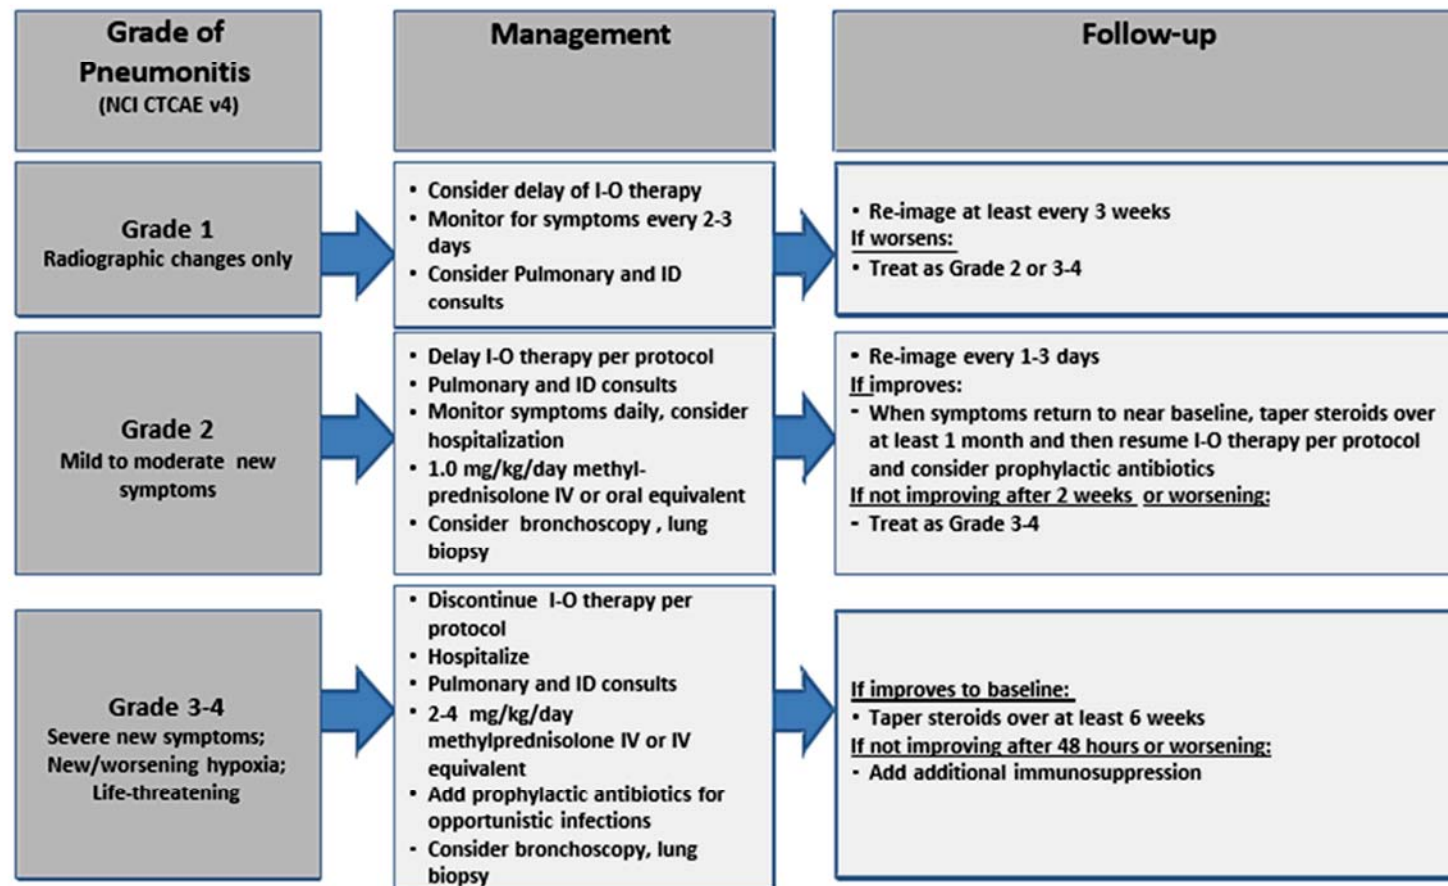 Grade of
Pneumonitis
(NCI CTCAE v4)
Management
Follow-up
Grade 1
Radiographic changes only
• Consider delay of I-O therapy
• Monitor for symptoms every 2-3
days
• Consider Pulmonary and ID
consults
• Re-image at least every 3 weeks
If worsens:
• Treat as Grade 2 or 3-4
Grade 2
Mild to moderate new
symptoms
• Delay I-O therapy per protocol
• Pulmonary and ID consults
• Monitor symptoms daily, consider
hospitalization
• 1.0 mg/kg/day methyl-
prednisolone IV or oral equivalent
• Consider bronchoscopy , lung
biopsy
• Re-image every 1-3 days
If improves:
- When symptoms return to near baseline, taper steroids over
at least 1 month and then resume I-O therapy per protocol
and consider prophylactic antibiotics
If not improving after 2 weeks or worsening:
- Treat as Grade 3-4
Grade 3-4
Severe new symptoms;
New/worsening hypoxia;
Life-threatening
• Discontinue I-O therapy per
protocol
• Hospitalize
• Pulmonary and ID consults
• 2-4 mg/kg/day
methylprednisolone IV or IV
equivalent
• Add prophylactic antibiotics for
opportunistic infections
- Consider bronchoscopy, lung
biopsy
If improves to baseline:
• Taper steroids over at least 6 weeks
If not improving after 48 hours or worsening:
- Add additional immunosuppression